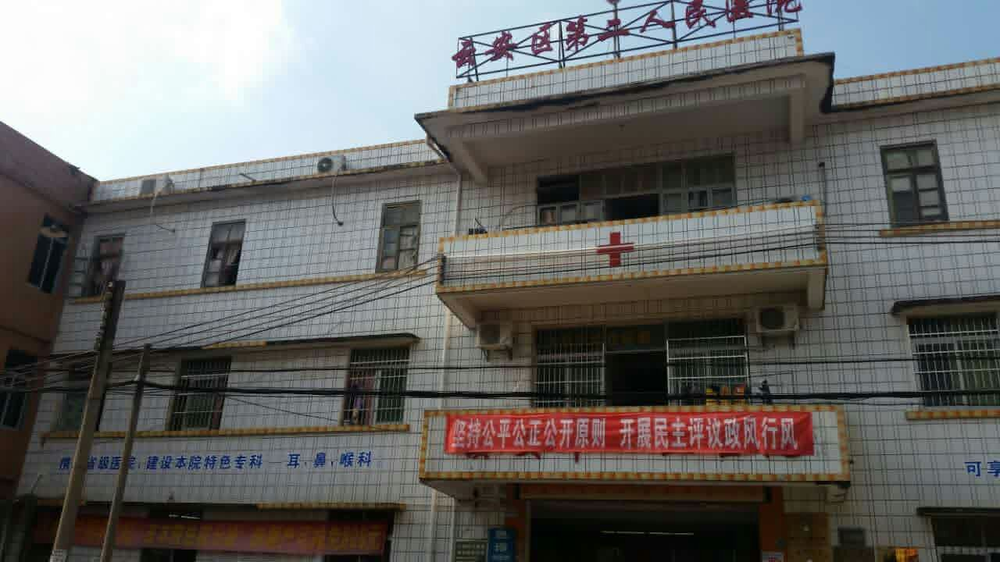 云安区第二人民医院
坚持公平公正公开原则 开展民主评议政风行风
省级医院,建设本院特色专科 耳,鼻,喉科
可享